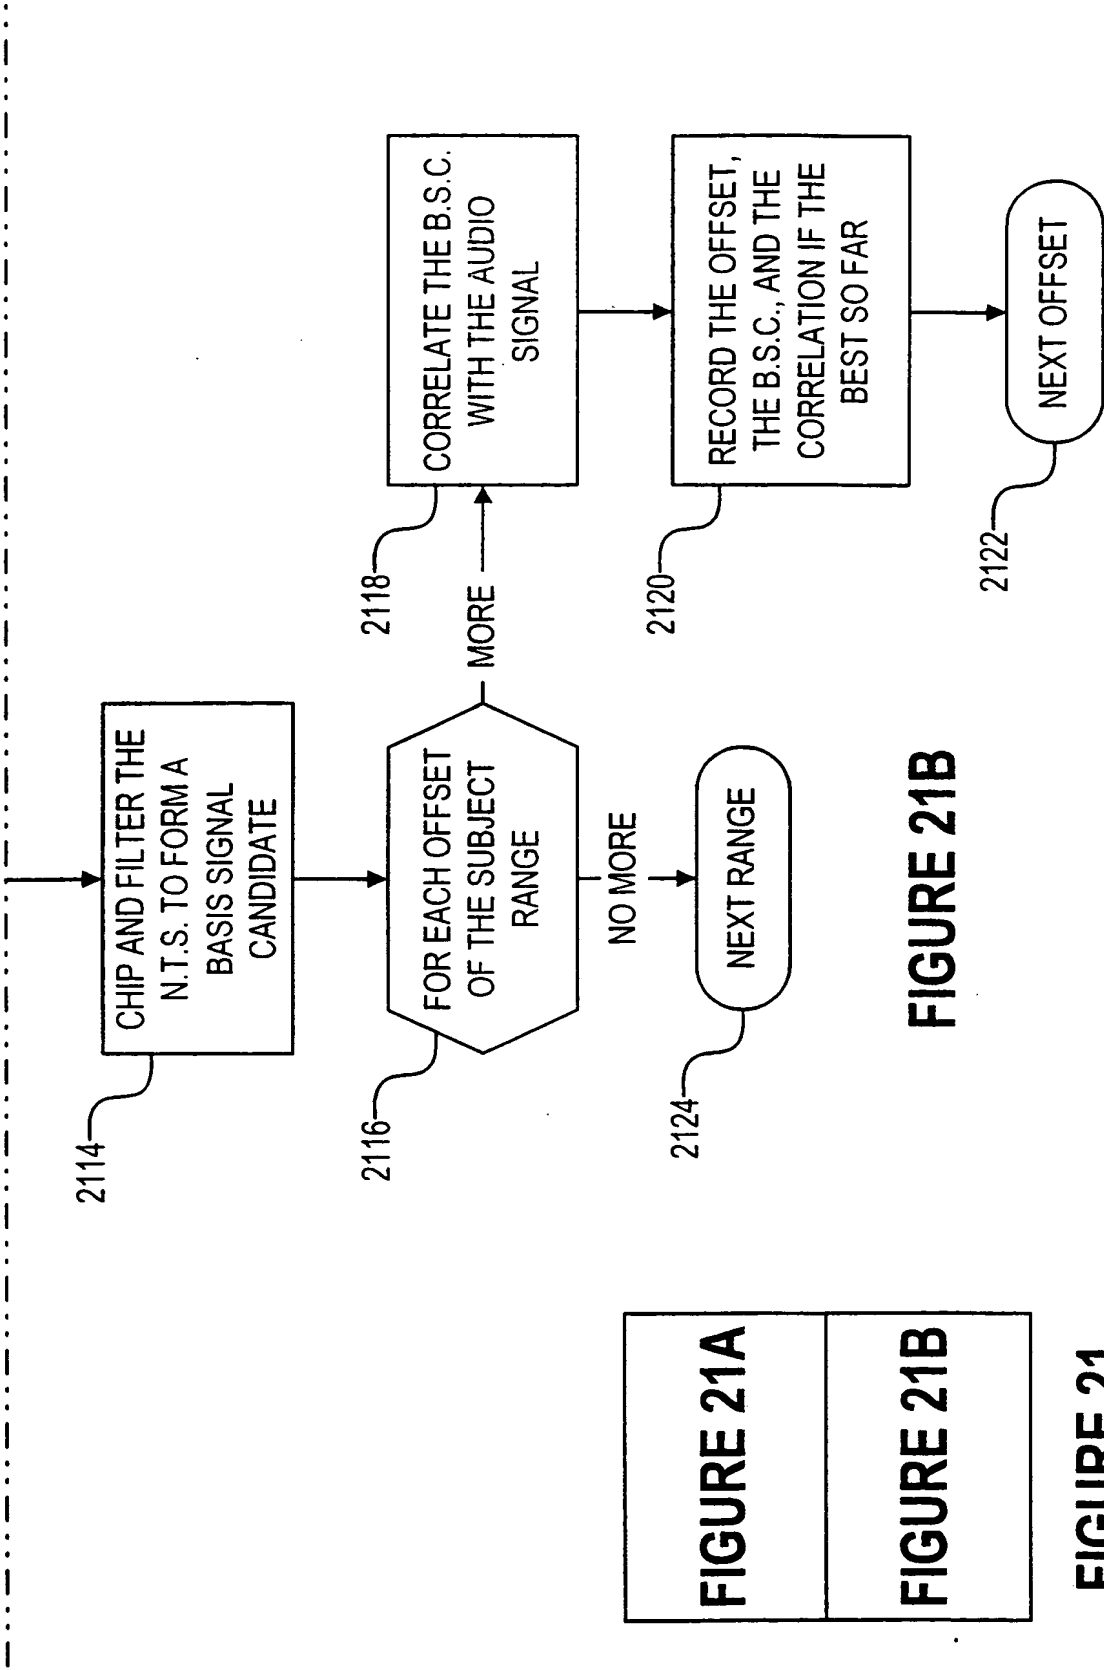 CHIP AND FILTER THE
N.T.S. TO FORM A
BASIS SIGNAL
CANDIDATE
2114
FOR EACH OFFSET
OF THE SUBJECT
RANGE
2116
MORE
CORRELATE THE B.S.C.
WITH THE AUDIO
SIGNAL
2118
RECORD THE OFFSET,
THE B.S.C., AND THE
CORRELATION IF THE
BEST SO FAR
2120
NEXT OFFSET
2122
NO MORE
NEXT RANGE
2124
FIGURE 21B
FIGURE 21A
FIGURE 21B
FIGURE 21